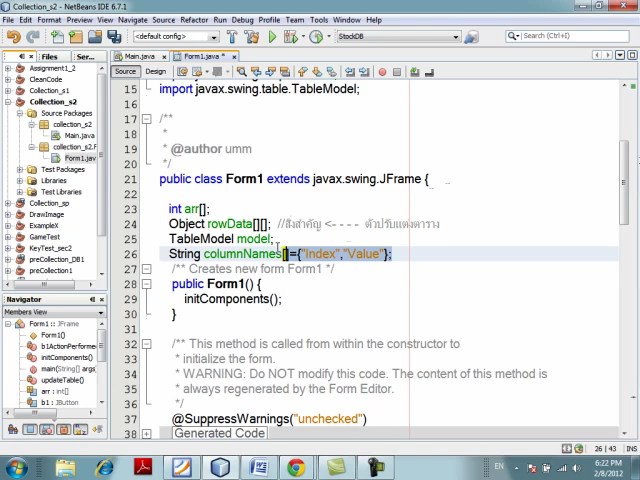 Collection_s2 - NetBeans IDE 6.7.1
File Edit View Navigate Source Refactor Run Debug Profile Team Tools Window Help
<default config>
StockDB
Search (Ctrl+I)
Files
Main.java
Form1.java *
Source Design
Assignment1_2
CleanCode
Collection_s1
Collection_s2
Source Packages
collection_s2
Main.java
collection_s2.F
Form1.jav
Test Packages
Libraries
Test Libraries
CollectionSep
DrawImage
ExampleX
GameTest
KeyTest_sec2
preCollection_DB1
preCollection1
Navigator
Members View
Form1 :: JFrame
Form1()
b1ActionPerformed
initComponents()
main(String[] args)
updateTable()
arr : int[]
b1 : JButton
15 import javax.swing.table.TableModel;
16
17 /**
18 *
19 * @author umm
20 */
21 public class Form1 extends javax.swing.JFrame {
22
23 int arr[];
24 Object rowData[][]; //สิ่งสำคัญ <---- ตัวปรับแต่งตาราง
25 TableModel model;
26 String columnNames[]={"Index","Value"};
27 /** Creates new form Form1 */
28 public Form1() {
29 initComponents();
30 }
31
32 /** This method is called from within the constructor to
33 * initialize the form.
34 * WARNING: Do NOT modify this code. The content of this method is
35 * always regenerated by the Form Editor.
36 */
37 @SuppressWarnings("unchecked")
38 Generated Code
26 | 43 INS
EN
6:22 PM
2/8/2012